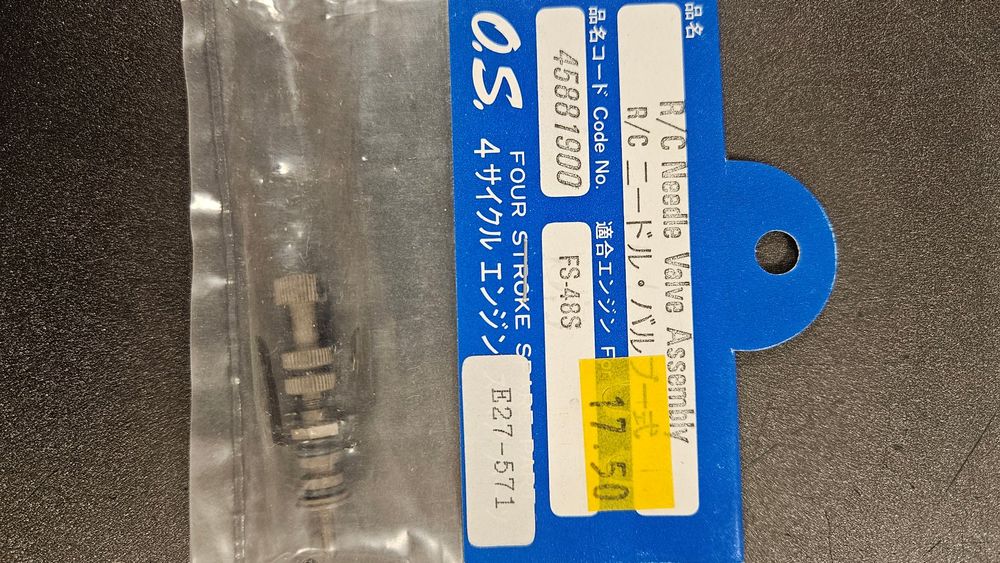 品名
R/C Needle Valve Assembly
R/C ニードル・バルブ一式
品名コード Code No.
適合エンジン
45881900
FS-48S
17.50
O.S.
FOUR STROKE
4サイクルエンジン
E27-571